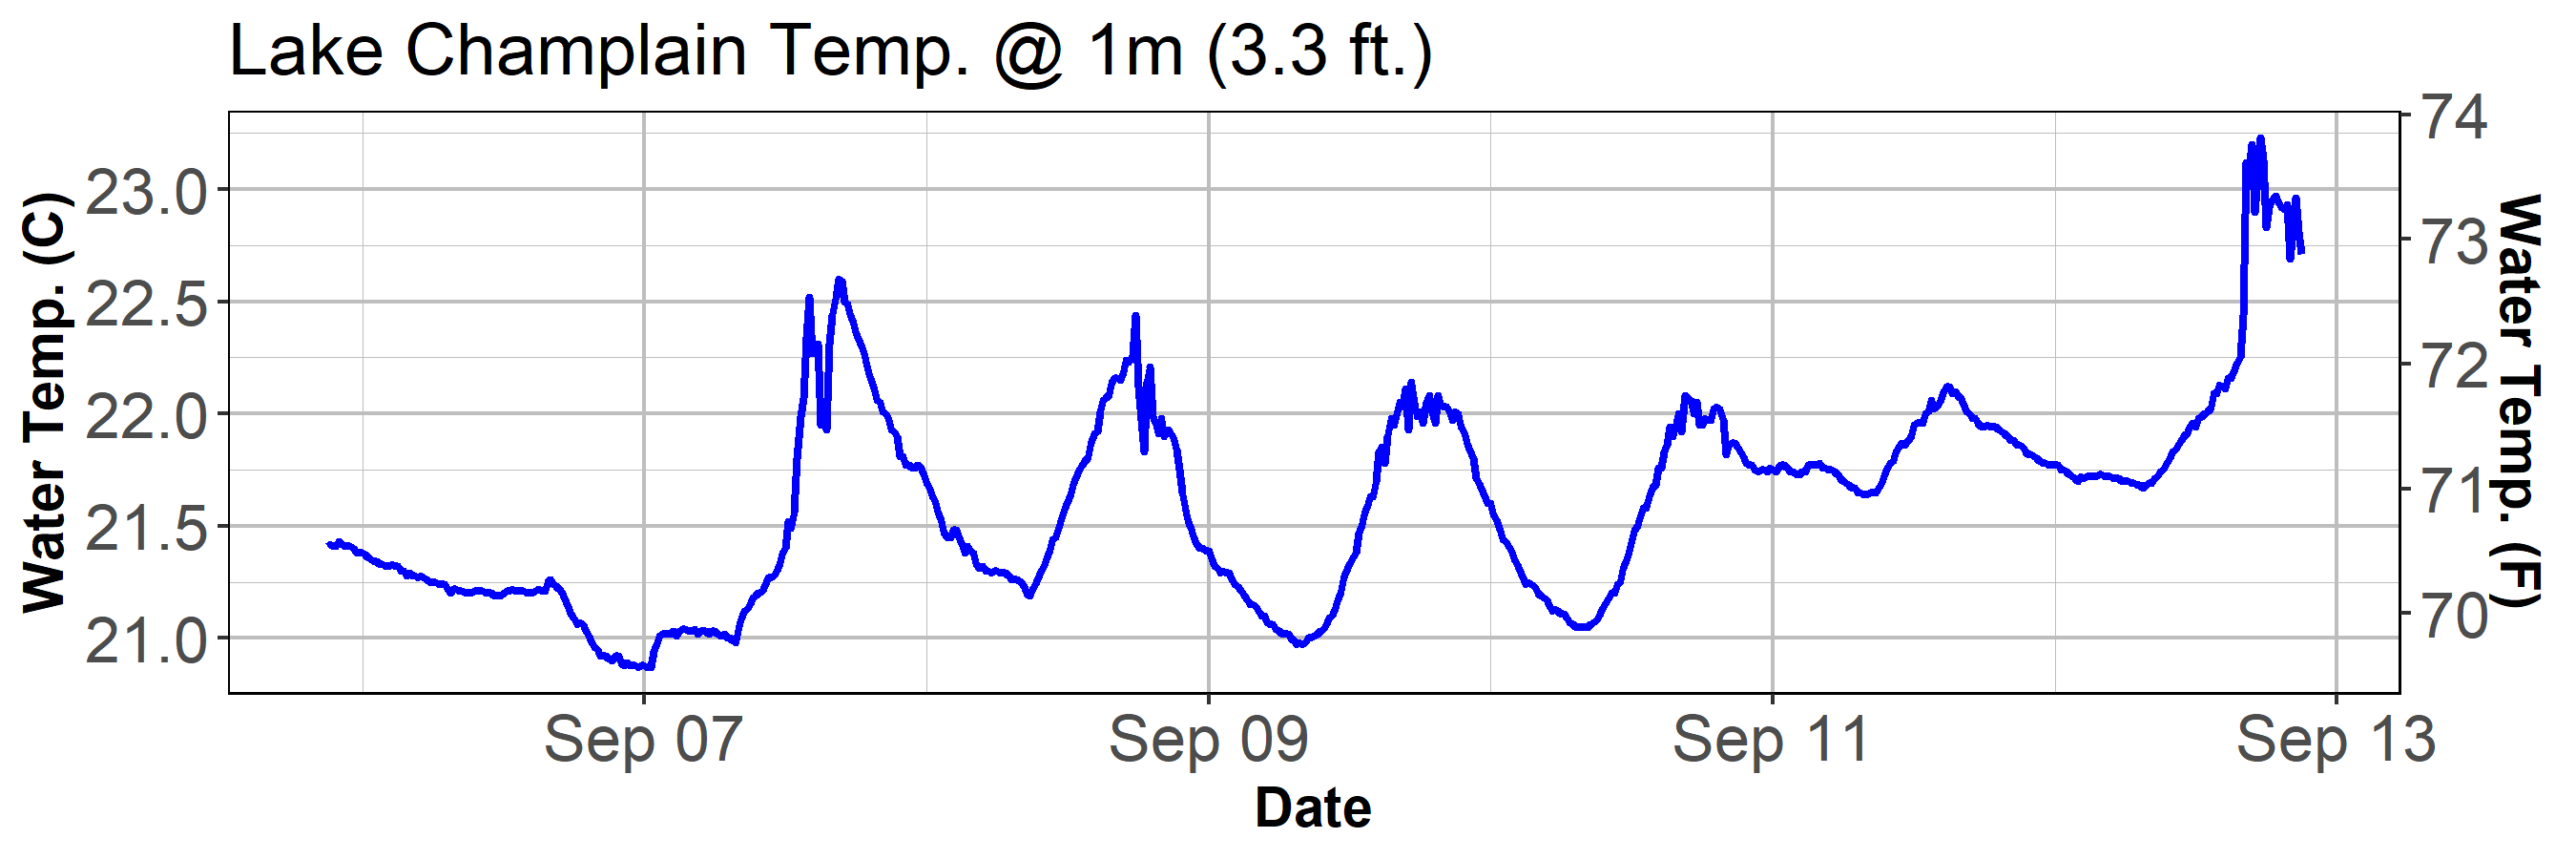 Lake Champlain Temp. @ 1m (3.3 ft.)
Water Temp. (C)
23.0
22.5
22.0
21.5
21.0
74
73
72
71
70
Water Temp. (F)
Sep 07 Sep 09 Sep 11 Sep 13
Date